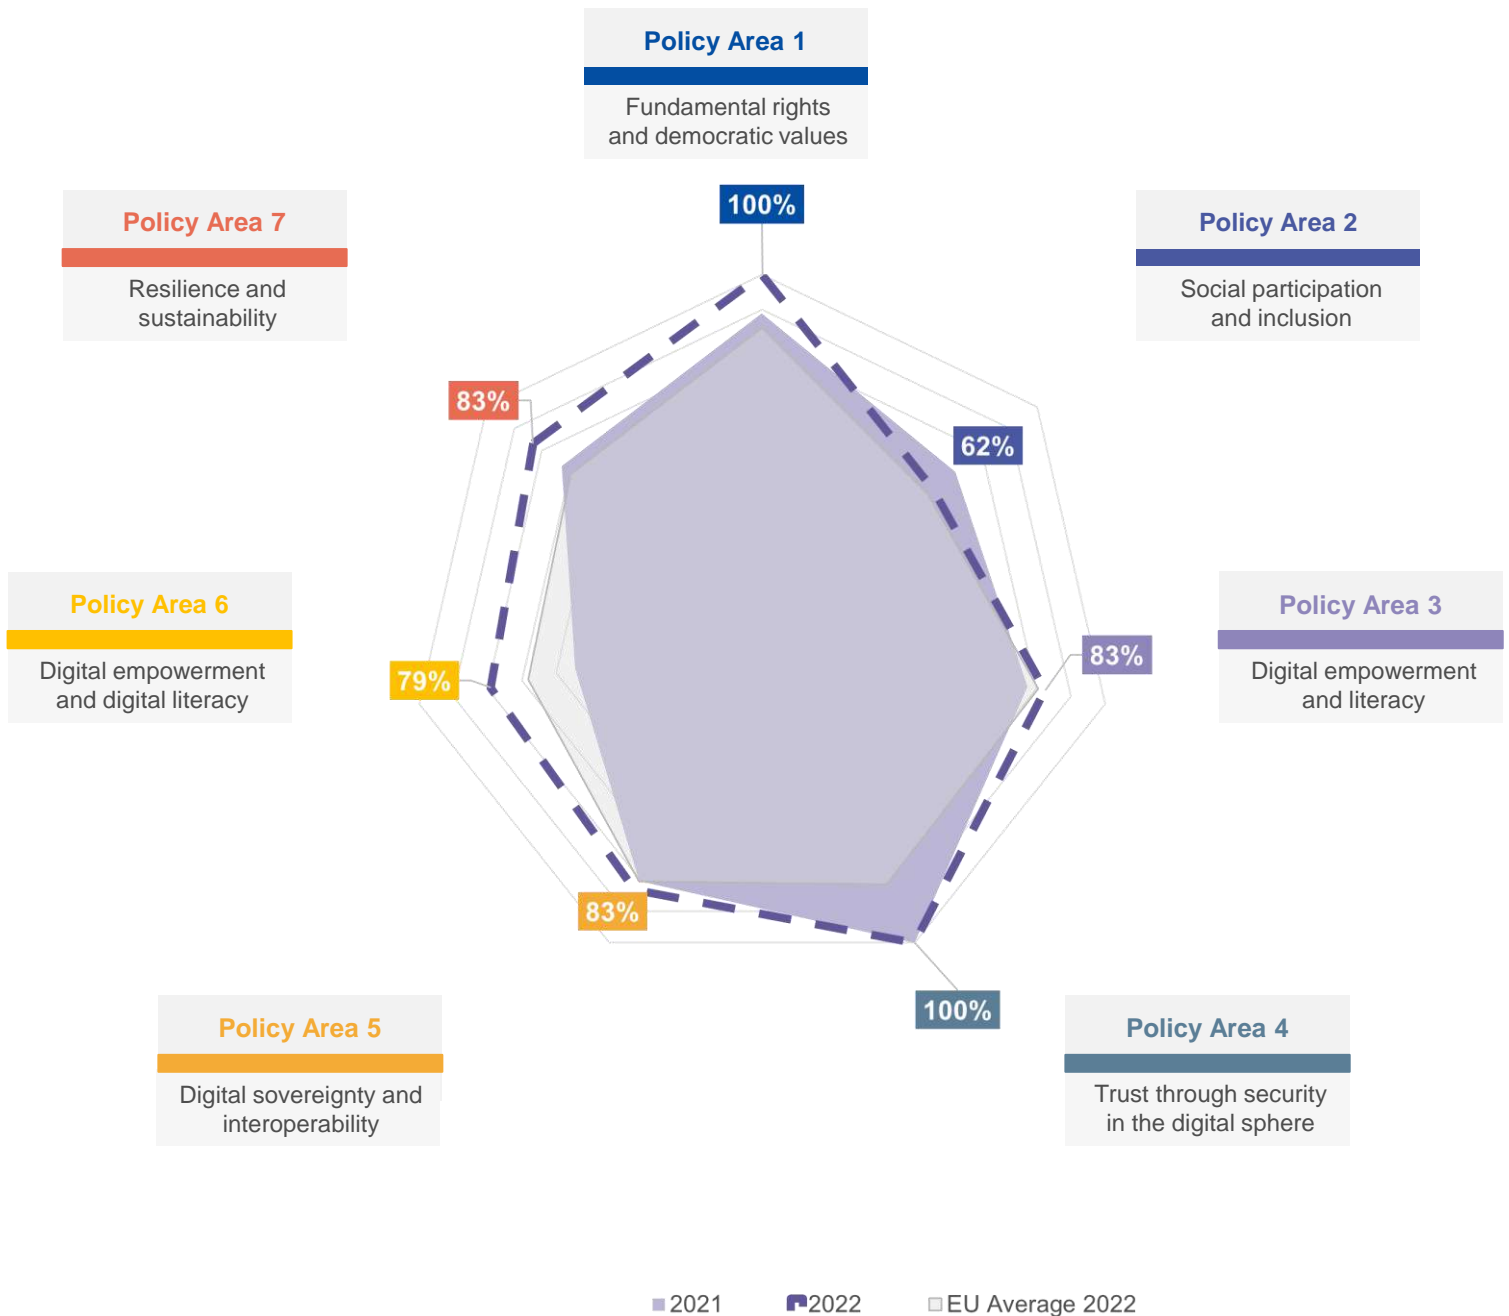 Policy Area 1
Fundamental rights
and democratic values
100%
Policy Area 7
Resilience and
sustainability
83%
Policy Area 2
Social participation
and inclusion
62%
Policy Area 6
Digital empowerment
and digital literacy
79%
Policy Area 3
Digital empowerment
and literacy
83%
Policy Area 5
Digital sovereignty and
interoperability
83%
Policy Area 4
Trust through security
in the digital sphere
100%
2021
2022
EU Average 2022